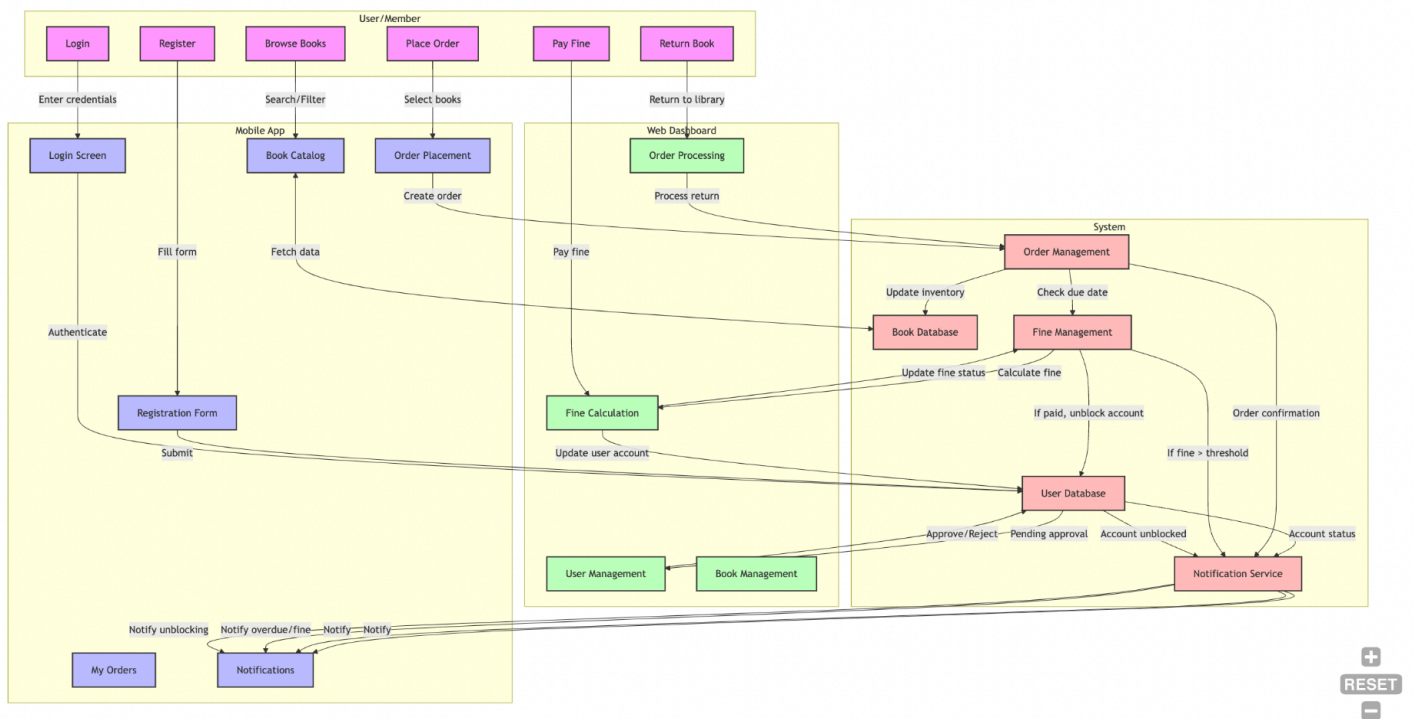 User/Member
Login
Register
Browse Books
Place Order
Pay Fine
Return Book
Enter credentials
Search/Filter
Select books
Return to library
Mobile App
Web Dashboard
Login Screen
Book Catalog
Order Placement
Order Processing
Create order
Process return
System
Fill form
Fetch data
Pay fine
Order Management
Update inventory
Check due date
Authenticate
Book Database
Fine Management
Update fine status
Calculate fine
Registration Form
Fine Calculation
If paid, unblock account
Order confirmation
Submit
Update user account
If fine > threshold
User Database
Approve/Reject
Pending approval
Account unblocked
Account status
User Management
Book Management
Notification Service
Notify unblocking
Notify overdue/fine
Notify
Notify
My Orders
Notifications
RESET